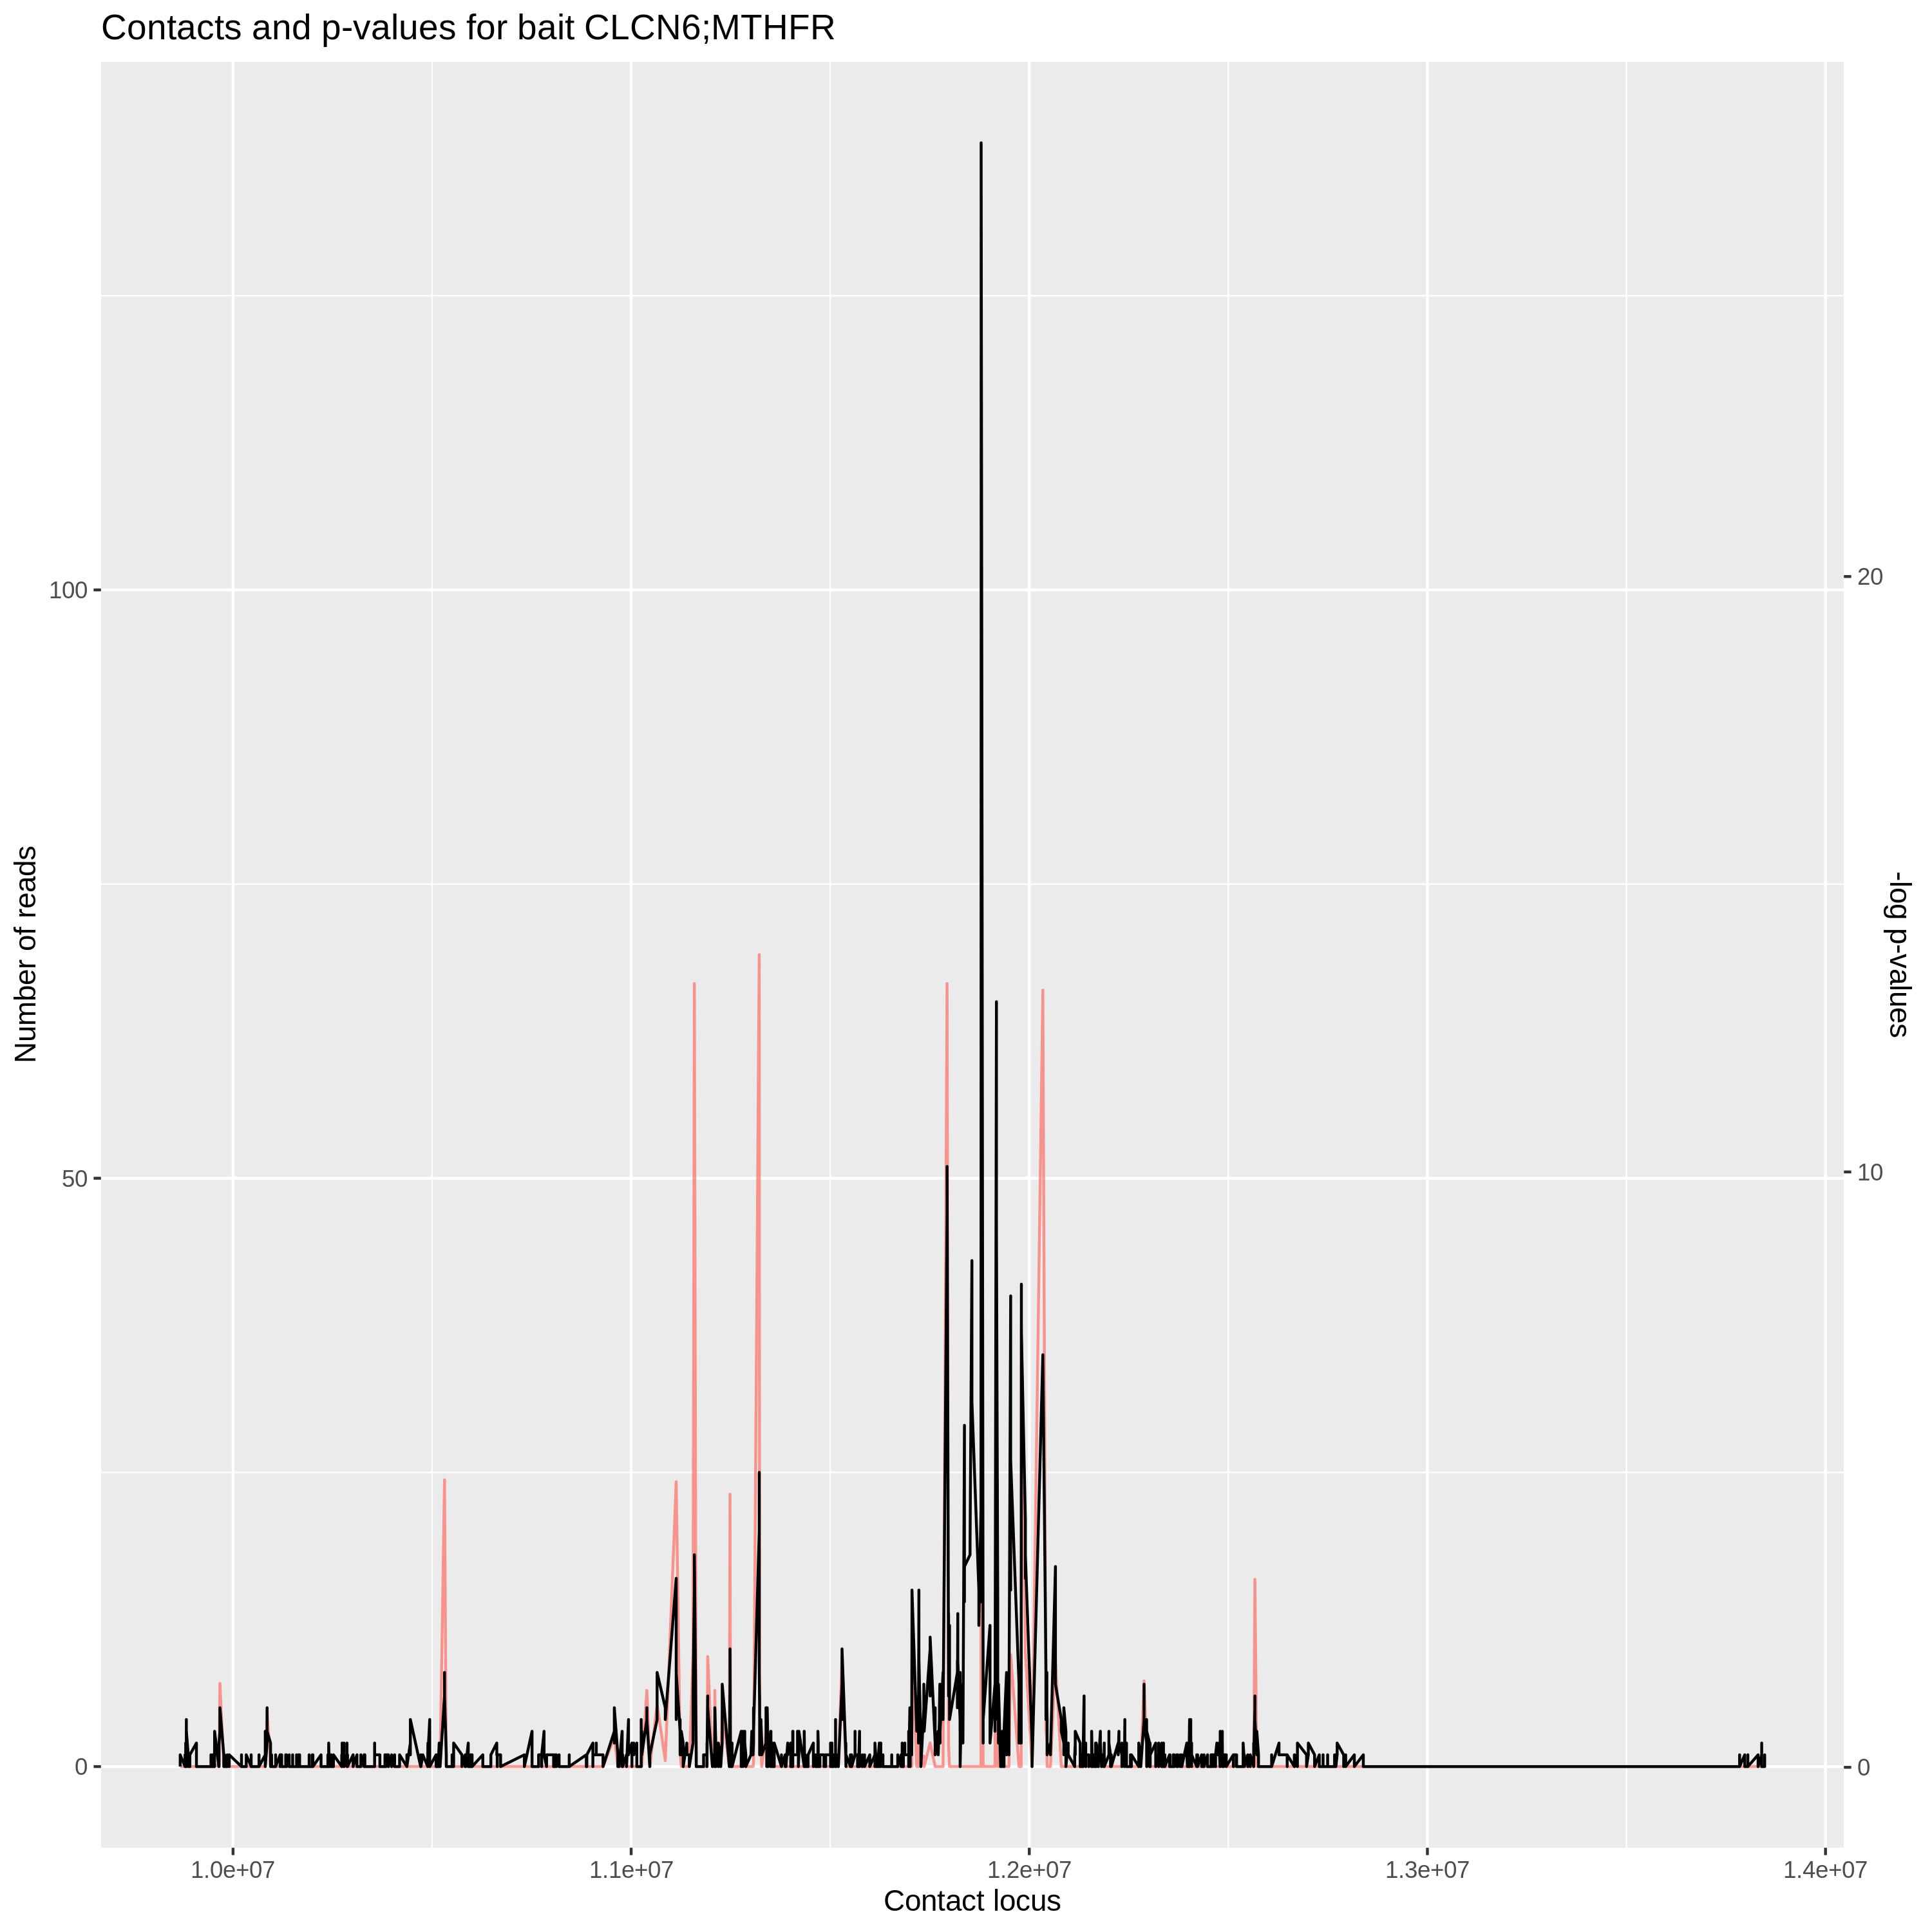 Contacts and p-values for bait CLCN6;MTHFR
Number of reads
100
50
0
20
10
0
-log p-values
1.0e+07
1.1e+07
1.2e+07
1.3e+07
1.4e+07
Contact locus